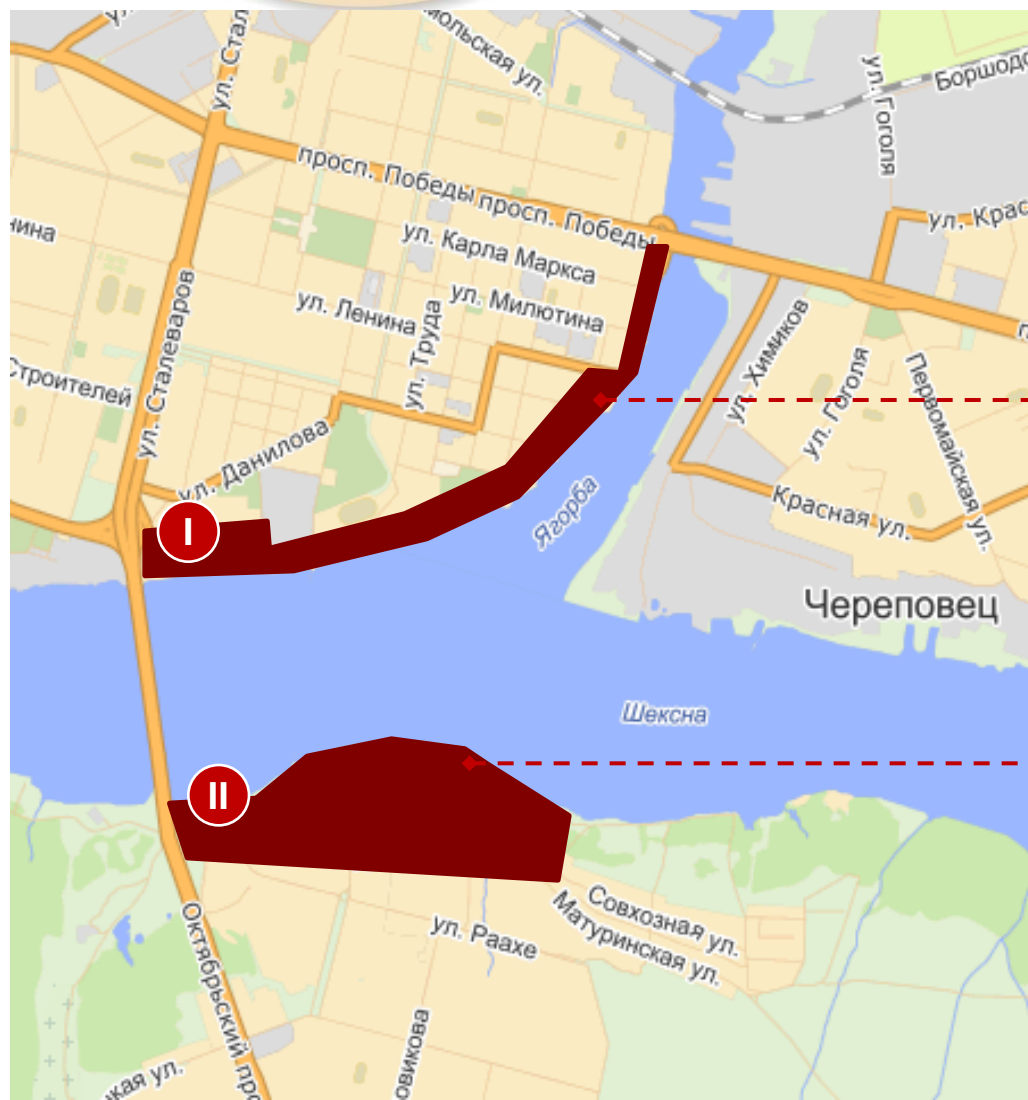 ул. Стал
мольская ул.
ул. Гоголя
Боршодс
просп. Победы
просп. Победы
ул. Крас
нина
ул. Карла Маркса
ул. Милютина
ул. Ленина
ул. Труда
ул. Сталеваров
Строителей
ул. Химиков
ул. Гоголя
Первомайская ул.
ул. Данилова
Красная ул.
I
Ягорба
Череповец
Шексна
II
Совхозная ул.
Матуринская ул.
ул. Раахе
Октябрьский про
овикова
кая ул.